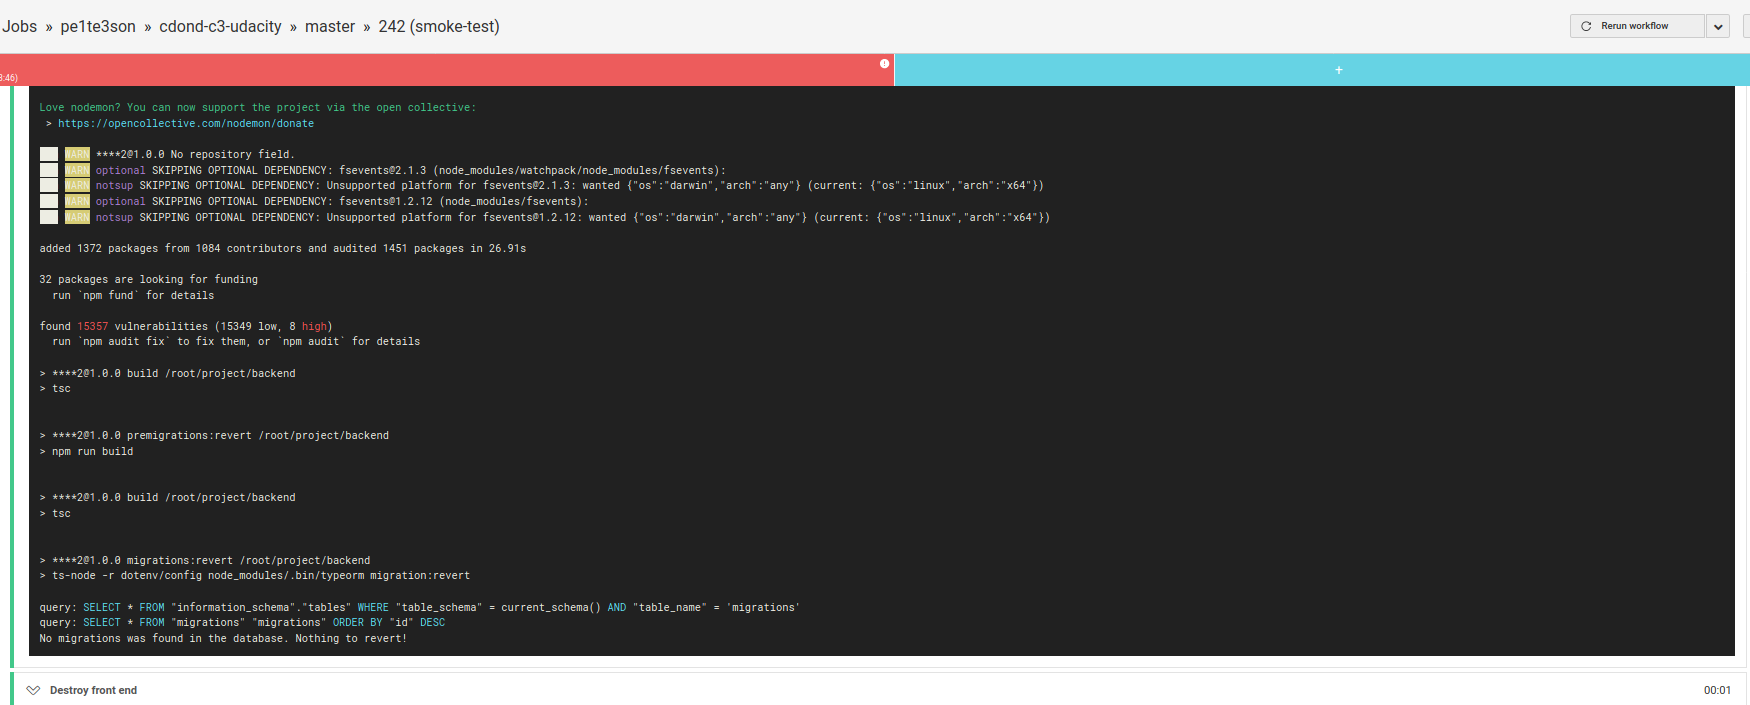 Jobs » pe1te3son » cdond-c3-udacity » master » 242 (smoke-test)
Rerun workflow
:46)
+
Love nodemon? You can now support the project via the open collective:
> https://opencollective.com/nodemon/donate
WARN ****2@1.0.0 No repository field.
WARN optional SKIPPING OPTIONAL DEPENDENCY: fsevents@2.1.3 (node_modules/watchpack/node_modules/fsevents):
WARN notsup SKIPPING OPTIONAL DEPENDENCY: Unsupported platform for fsevents@2.1.3: wanted {"os":"darwin","arch":"any"} (current: {"os":"linux","arch":"x64"})
WARN optional SKIPPING OPTIONAL DEPENDENCY: fsevents@1.2.12 (node_modules/fsevents):
WARN notsup SKIPPING OPTIONAL DEPENDENCY: Unsupported platform for fsevents@1.2.12: wanted {"os":"darwin","arch":"any"} (current: {"os":"linux","arch":"x64"})
added 1372 packages from 1084 contributors and audited 1451 packages in 26.91s
32 packages are looking for funding
run `npm fund` for details
found 15357 vulnerabilities (15349 low, 8 high)
run `npm audit fix` to fix them, or `npm audit` for details
> ****2@1.0.0 build /root/project/backend
> tsc
> ****2@1.0.0 premigrations:revert /root/project/backend
> npm run build
> ****2@1.0.0 build /root/project/backend
> tsc
> ****2@1.0.0 migrations:revert /root/project/backend
> ts-node -r dotenv/config node_modules/.bin/typeorm migration:revert
query: SELECT * FROM "information_schema"."tables" WHERE "table_schema" = current_schema() AND "table_name" = 'migrations'
query: SELECT * FROM "migrations" "migrations" ORDER BY "id" DESC
No migrations was found in the database. Nothing to revert!
Destroy front end 00:01